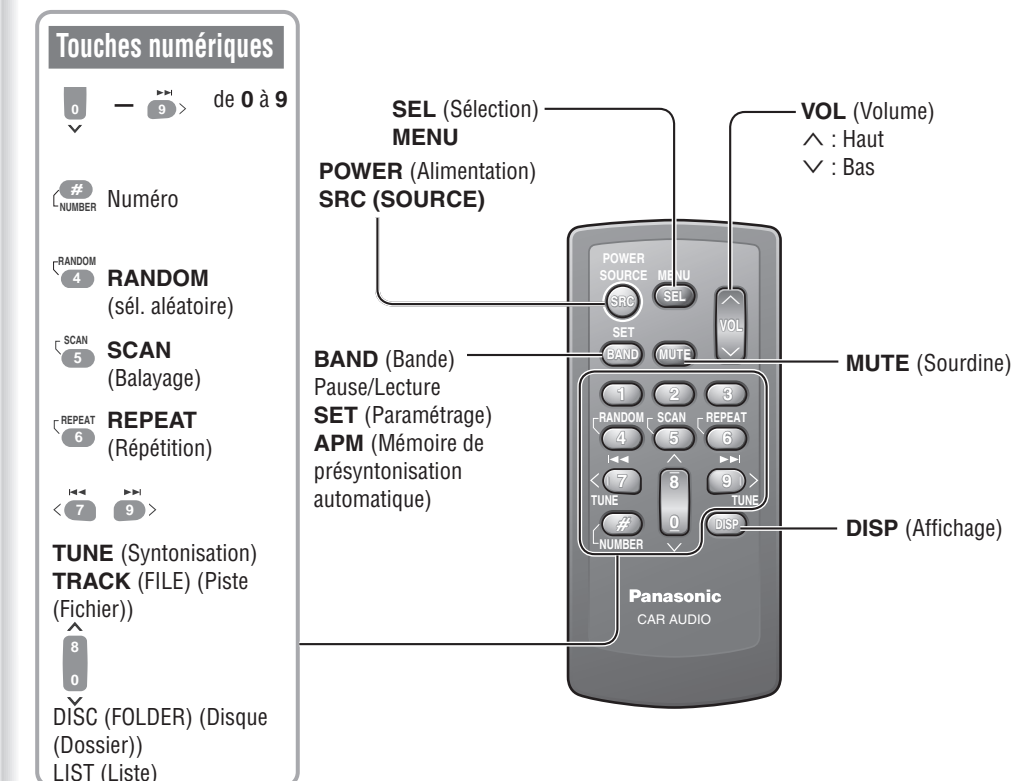 Touches numériques
0 — 9 de 0 à 9
#
NUMBER Numéro
RANDOM
4 RANDOM
(sél. aléatoire)
SCAN
5 SCAN
(Balayage)
REPEAT
6 REPEAT
(Répétition)
7 9
TUNE (Syntonisation)
TRACK (FILE) (Piste
(Fichier))
8
0
DISC (FOLDER) (Disque
(Dossier))
LIST (Liste)
SEL (Sélection)
MENU
POWER (Alimentation)
SRC (SOURCE)
BAND (Bande)
Pause/Lecture
SET (Paramétrage)
APM (Mémoire de
présyntonisation
automatique)
VOL (Volume)
: Haut
: Bas
MUTE (Sourdine)
DISP (Affichage)
POWER
SOURCE MENU
SRC SEL
VOL
SET
BAND MUTE
1 2 3
RANDOM SCAN REPEAT
4 5 6
7 8 9
TUNE TUNE
# 0 DISP
NUMBER
Panasonic
CAR AUDIO